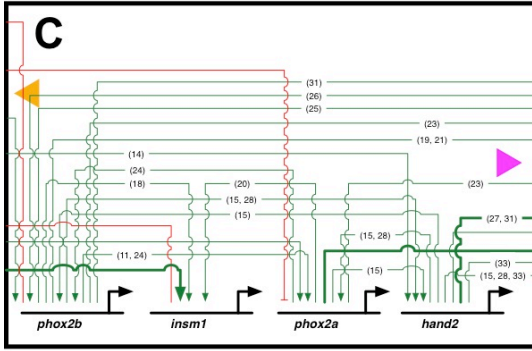 C
(31)
(26)
(25)
(23)
(19, 21)
(14)
(24)
(18) (20) (23)
(15, 28)
(15) (27, 31)
(15, 28)
(11, 24)
(33)
(15) (15, 28, 33)
phox2b insm1 phox2a hand2